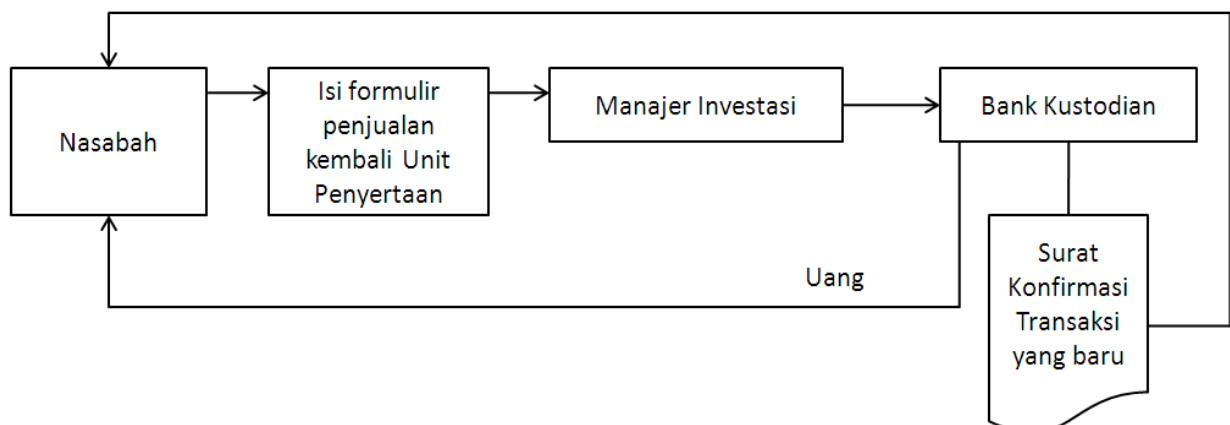 Nasabah
Isi formulir
penjualan
kembali Unit
Penyertaan
Manajer Investasi
Bank Kustodian
Uang
Surat
Konfirmasi
Transaksi
yang baru